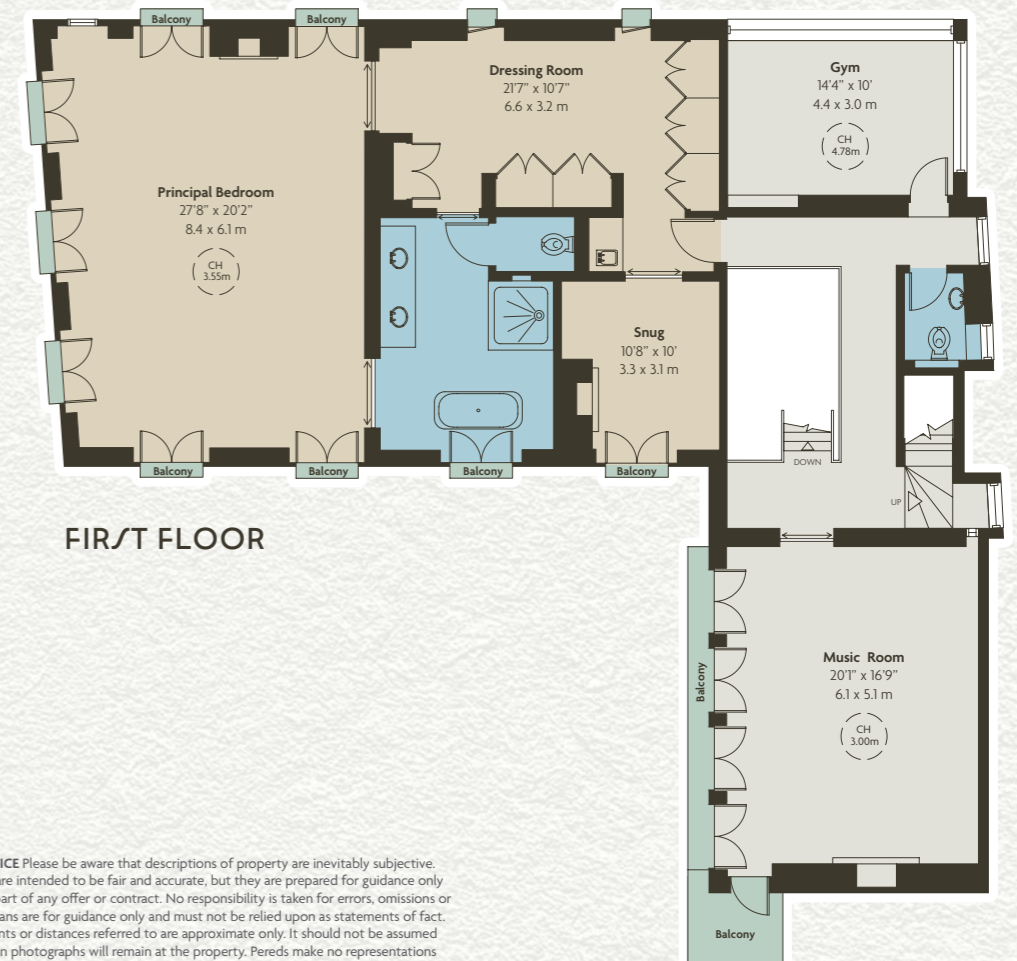 Balcony
Balcony
Dressing Room
21'7" x 10'7"
6.6 x 3.2 m
Gym
14'4" x 10'
4.4 x 3.0 m
CH
4.78m
Principal Bedroom
27'8" x 20'2"
8.4 x 6.1 m
CH
3.55m
Snug
10'8" x 10'
3.3 x 3.1 m
DOWN
UP
Balcony
Balcony
Balcony
Balcony
FIRST FLOOR
Music Room
20'1" x 16'9"
6.1 x 5.1 m
CH
3.00m
Balcony
Balcony
ICE Please be aware that descriptions of property are inevitably subjective.
are intended to be fair and accurate, but they are prepared for guidance only
part of any offer or contract. No responsibility is taken for errors, omissions or
ans are for guidance only and must not be relied upon as statements of fact.
nts or distances referred to are approximate only. It should not be assumed
n photographs will remain at the property. Pereds make no representations